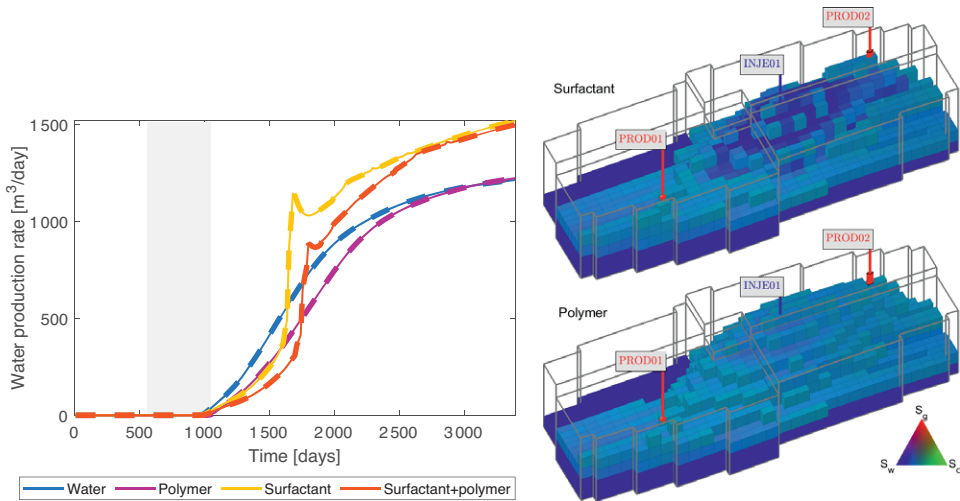 1 500
1 000
500
0
0
500
1 000
1 500
2 000
2 500
3 000
Water production rate [m³/day]
Time [days]
Water
Polymer
Surfactant
Surfactant+polymer
Surfactant
PROD02
INJE01
PROD01
Polymer
PROD02
INJE01
PROD01
S_g
S_w
S_o